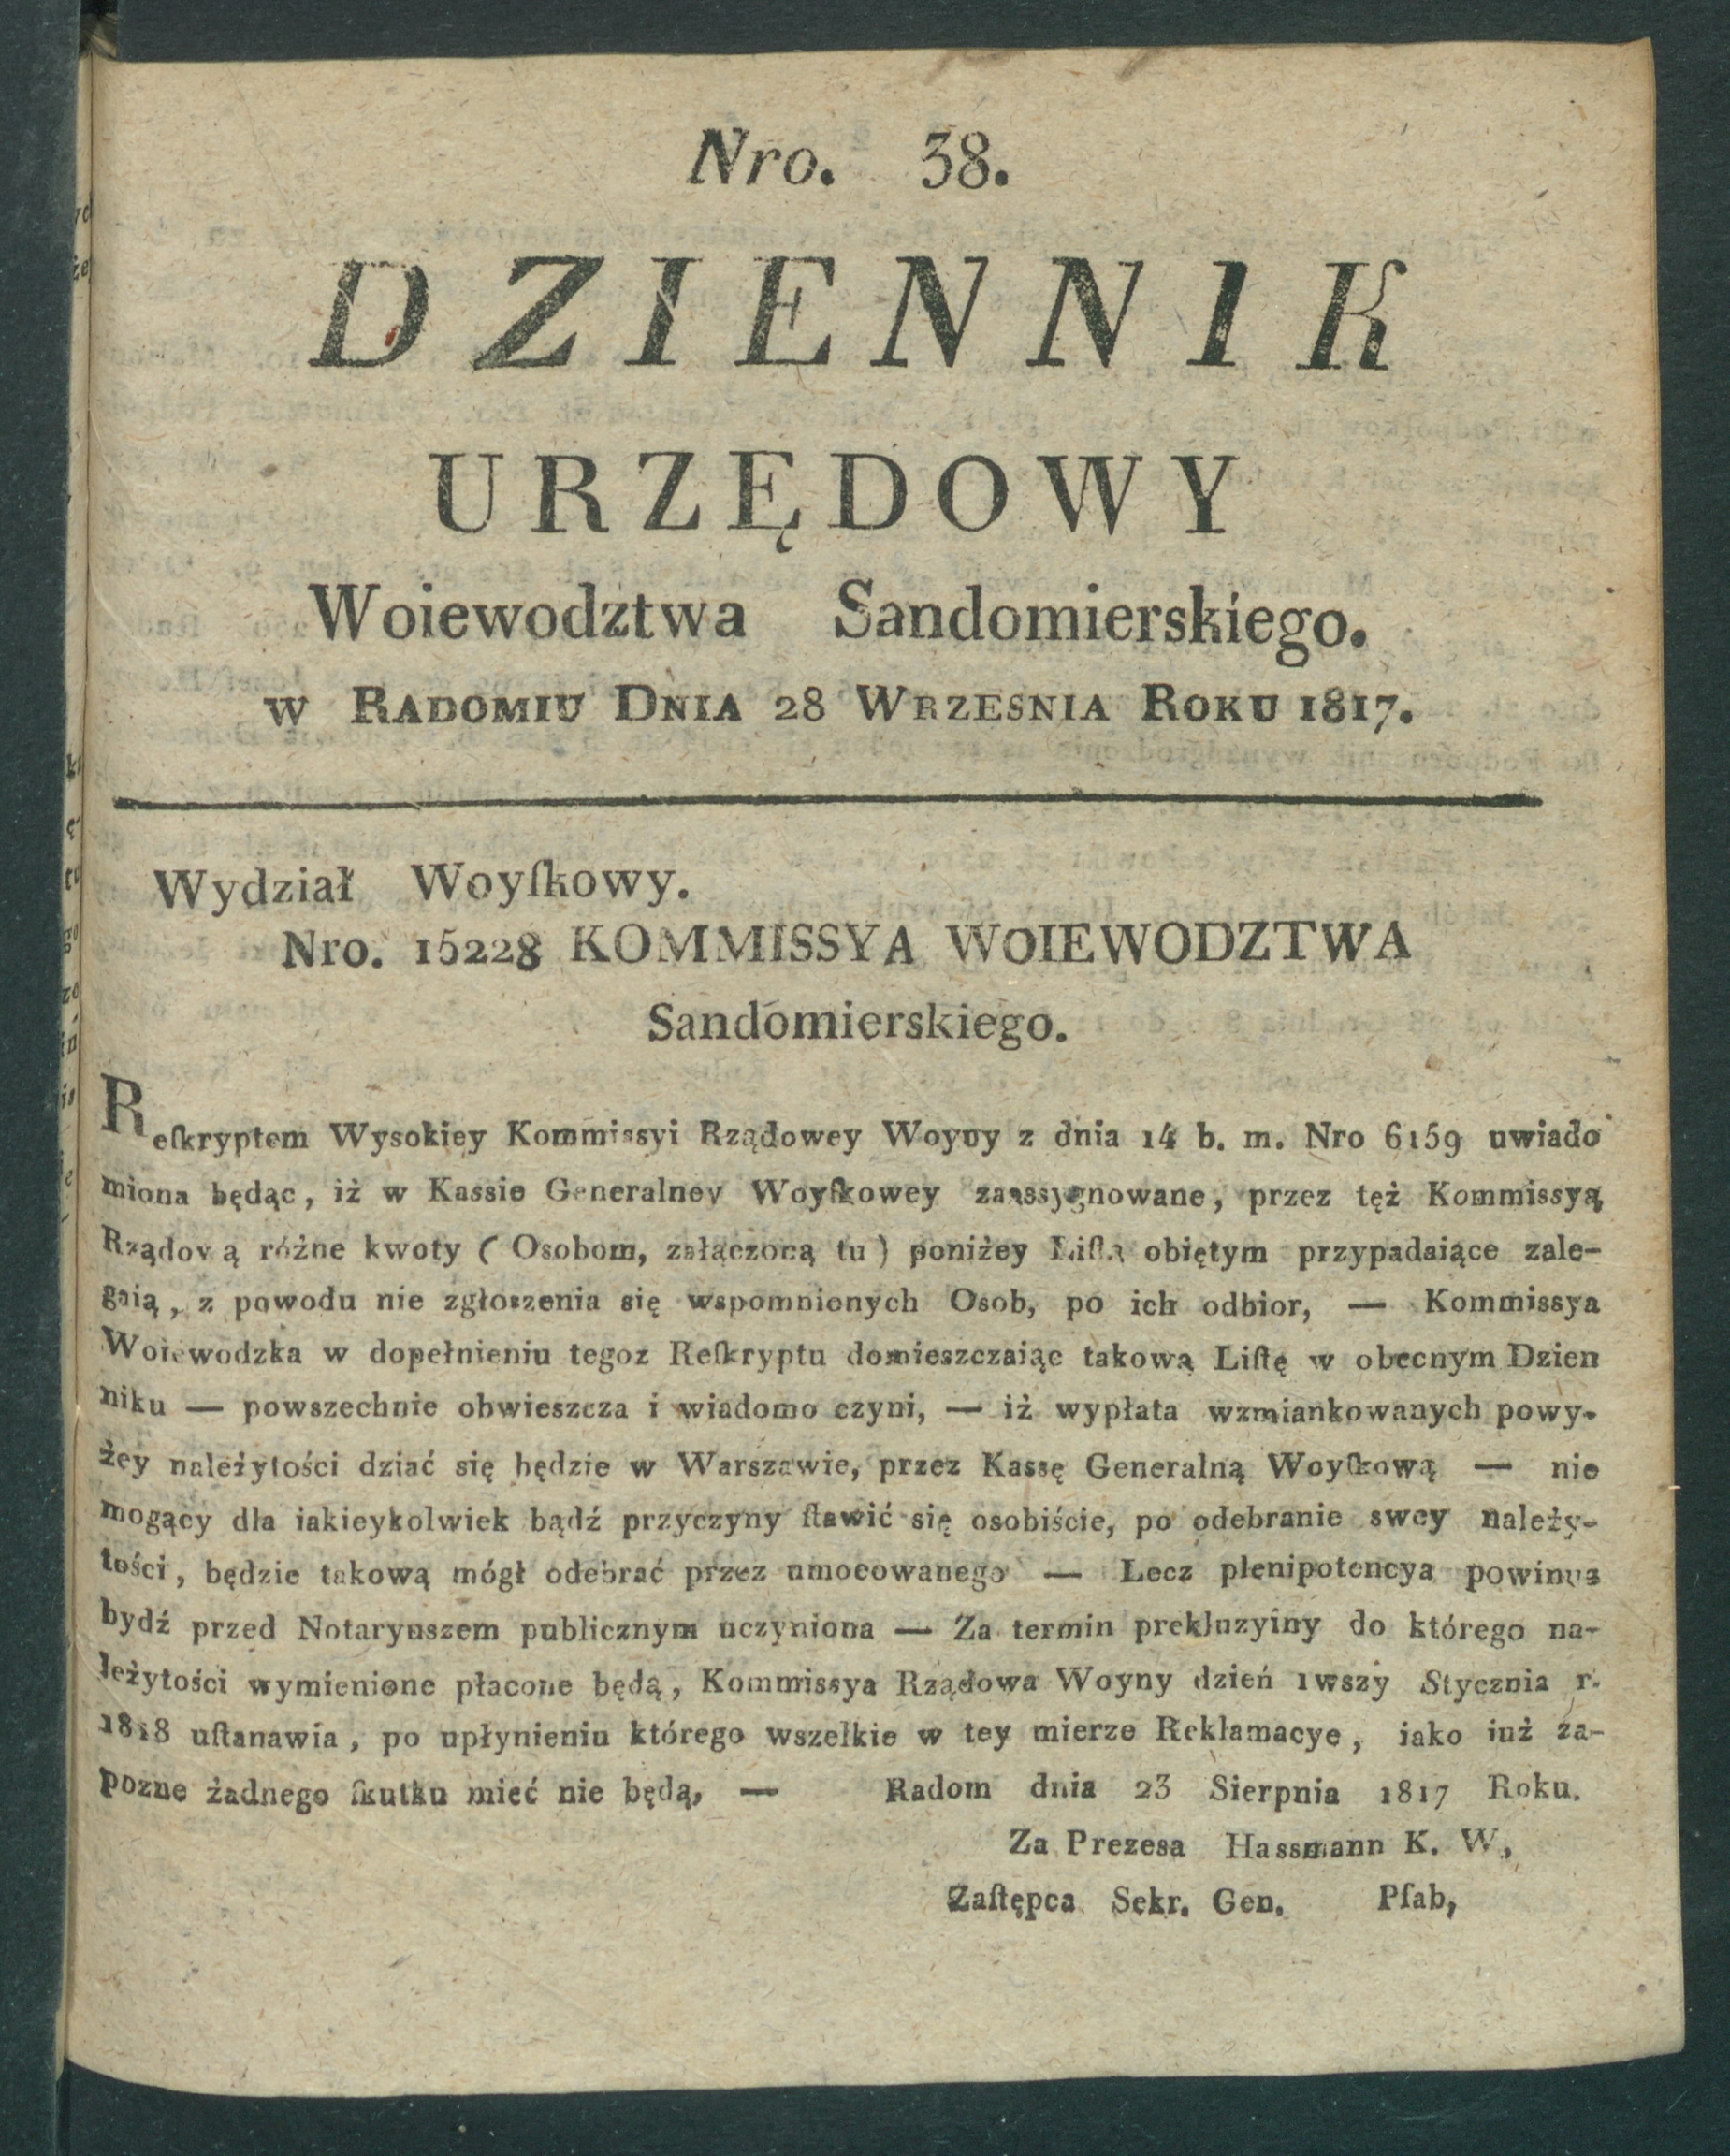 Nro. 38.
DZIENNIK
URZĘDOWY
Woiewodztwa Sandomierskiego.
w RADOMIU DNIA 28 WRZESNIA ROKU 1817.
Wydział Woyſkowy.
Nro. 15228 KOMMISSYA WOIEWODZTWA
Sandomierskiego.
Reſkryptem Wysokiey Kommissyi Rządowey Woyny z dnia 14 b. m. Nro 6159 uwiado
miona będąc, iż w Kassie Generalney Woyſkowey zaassygnowane, przez tęż Kommissyą
Rządową różne kwoty ( Osobom, załączoną tu ) poniżey Liſtą obiętym przypadaiące zale-
gaią, z powodu nie zgłoszenia się wspomnionych Osob, po ich odbior, — Kommissya
Woiewodzka w dopełnieniu tegoz Reſkryptu domieszczaiąc takową Liſtę w obecnym Dzien
niku — powszechnie obwieszcza i wiadomo czyni, — iż wypłata wzmiankowanych powy-
żey należytości dziać się będzie w Warszawie, przez Kassę Generalną Woyſkową — nie
mogący dla iakieykolwiek bądź przyczyny ſtawić się osobiście, po odebranie swey należy-
tości, będzie takową mógł odebrać przez umocowanego — Lecz plenipotencya powinna
bydź przed Notaryuszem publicznym uczyniona — Za termin prekluzyiny do którego na-
leżytości wymienione płacone będą, Kommissya Rządowa Woyny dzień 1wszy Stycznia r.
1818 uſtanawia, po upłynieniu którego wszelkie w tey mierze Reklamacye, iako iuż za-
pozne żadnego ſkutku mieć nie będą, — Radom dnia 23 Sierpnia 1817 Roku.
Za Prezesa Hassmann K. W,
Zaſtępca Sekr. Gen. Pſab,